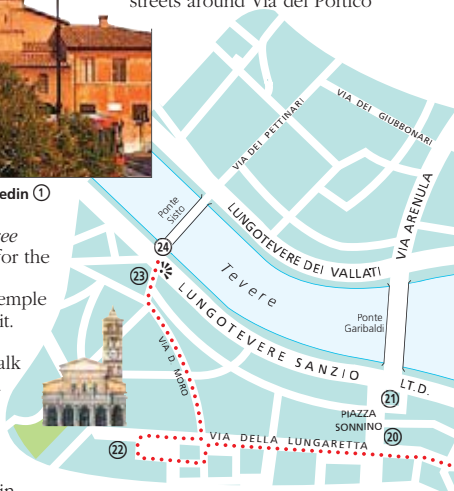 streets around Via del Portico
edin ①
ee
for the
emple
it.
alk
in
VIA DEI PETTINARI
VIA DEI GIUBBONARI
VIA ARENULA
Ponte
Sisto
LUNGOTEVERE DEI VALLATI
Tevere
Ponte
Garibaldi
24
23
LUNGOTEVERE SANZIO
LT.D.
VIA D. MORO
21
PIAZZA
SONNINO
20
VIA DELLA LUNGARETTA
22